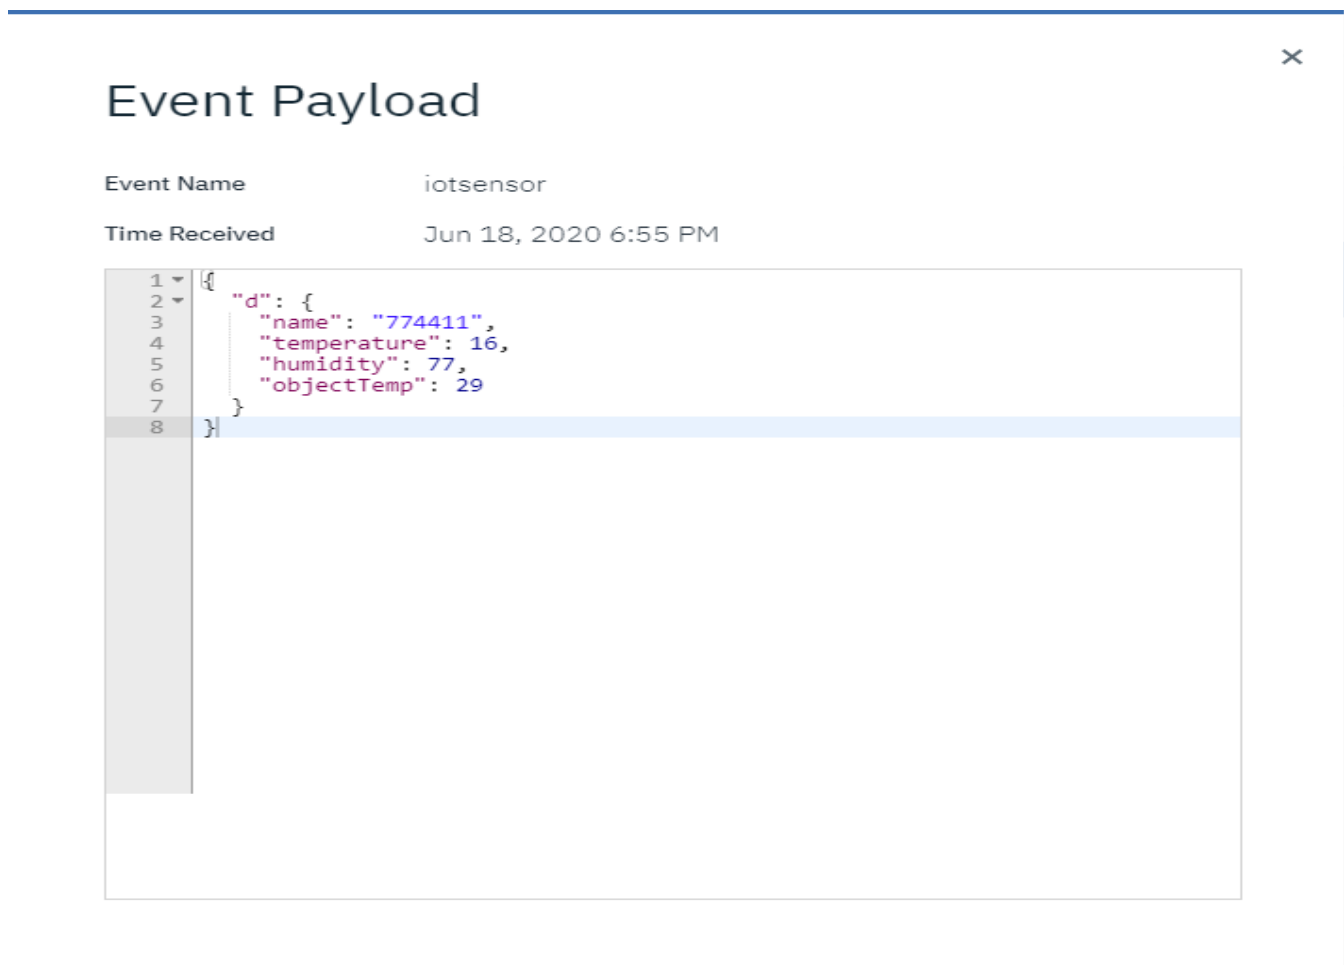 ×
Event Payload
Event Name iotsensor
Time Received Jun 18, 2020 6:55 PM
1 {
2 "d": {
3 "name": "774411",
4 "temperature": 16,
5 "humidity": 77,
6 "objectTemp": 29
7 }
8 }